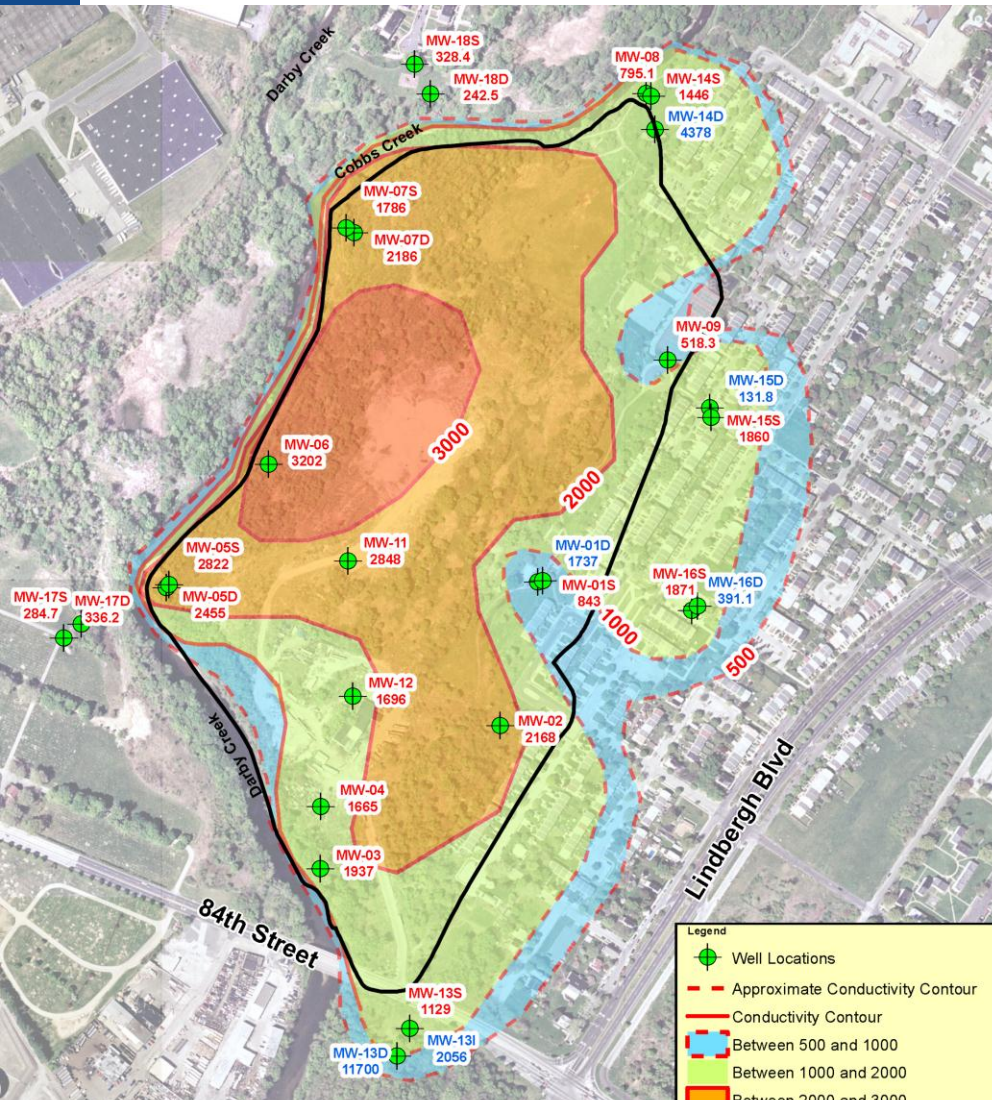 MW-18S
328.4
Darby Creek
MW-18D
242.5
MW-08
795.1
MW-14S
1446
MW-14D
4378
Cobbs Creek
MW-07S
1786
MW-07D
2186
MW-09
518.3
MW-15D
131.8
MW-15S
1860
MW-06
3202
3000
2000
MW-11
2848
MW-05S
2822
MW-05D
2455
MW-01D
1737
MW-01S
843
MW-16S
1871
MW-16D
391.1
MW-17S
284.7
MW-17D
336.2
1000
500
MW-12
1696
MW-02
2168
Darby Creek
MW-04
1665
MW-03
1937
Lindbergh Blvd
84th Street
MW-13S
1129
MW-13I
2056
MW-13D
11700
Legend
Well Locations
Approximate Conductivity Contour
Conductivity Contour
Between 500 and 1000
Between 1000 and 2000
Between 2000 and 3000